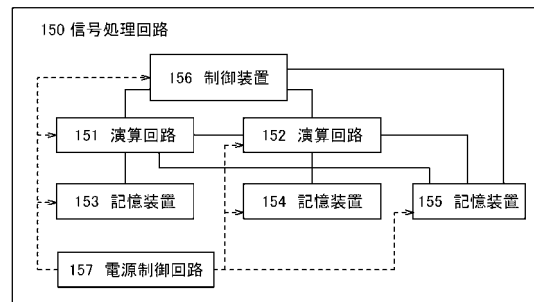 150 信号処理回路
156 制御装置
151 演算回路
152 演算回路
153 記憶装置
154 記憶装置
155 記憶装置
157 電源制御回路